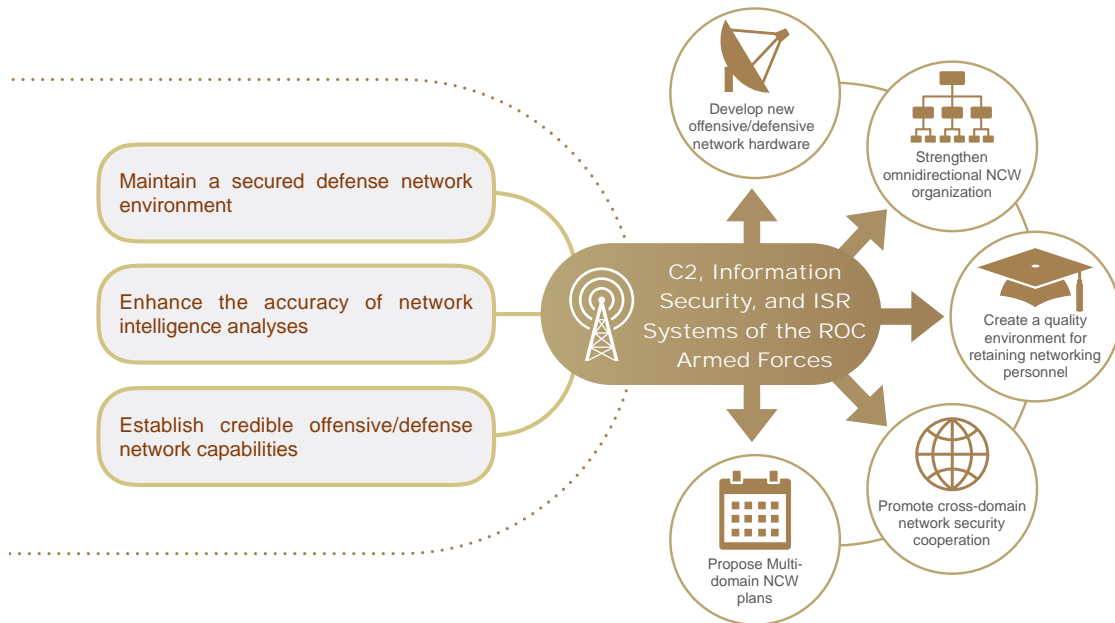 Maintain a secured defense network
environment
Enhance the accuracy of network
intelligence analyses
Establish credible offensive/defense
network capabilities
C2, Information
Security, and ISR
Systems of the ROC
Armed Forces
Develop new
offensive/defensive
network hardware
Strengthen
omnidirectional NCW
organization
Create a quality
environment for
retaining networking
personnel
Promote cross-domain
network security
cooperation
Propose Multi-
domain NCW
plans